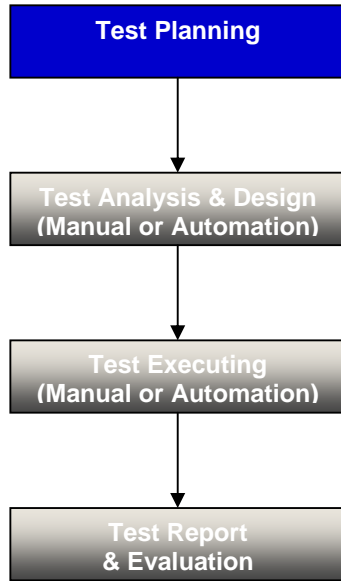 Test Planning
Test Analysis & Design
(Manual or Automation)
Test Executing
(Manual or Automation)
Test Report
& Evaluation